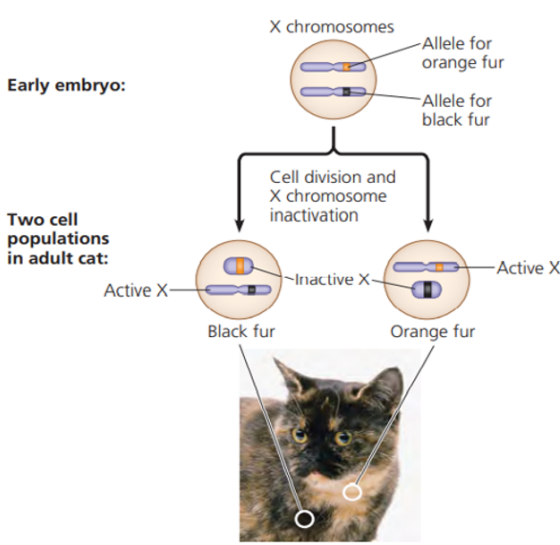 X chromosomes
Allele for
orange fur
Early embryo:
Allele for
black fur
Cell division and
X chromosome
inactivation
Two cell
populations
in adult cat:
Active X
Inactive X
Active X
Black fur
Orange fur